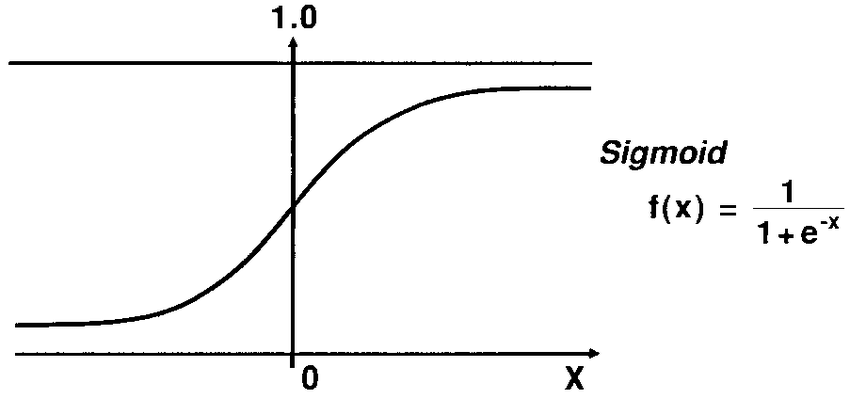 1.0
Sigmoid
f(x) = 1 / 1 + e^-x
0
X